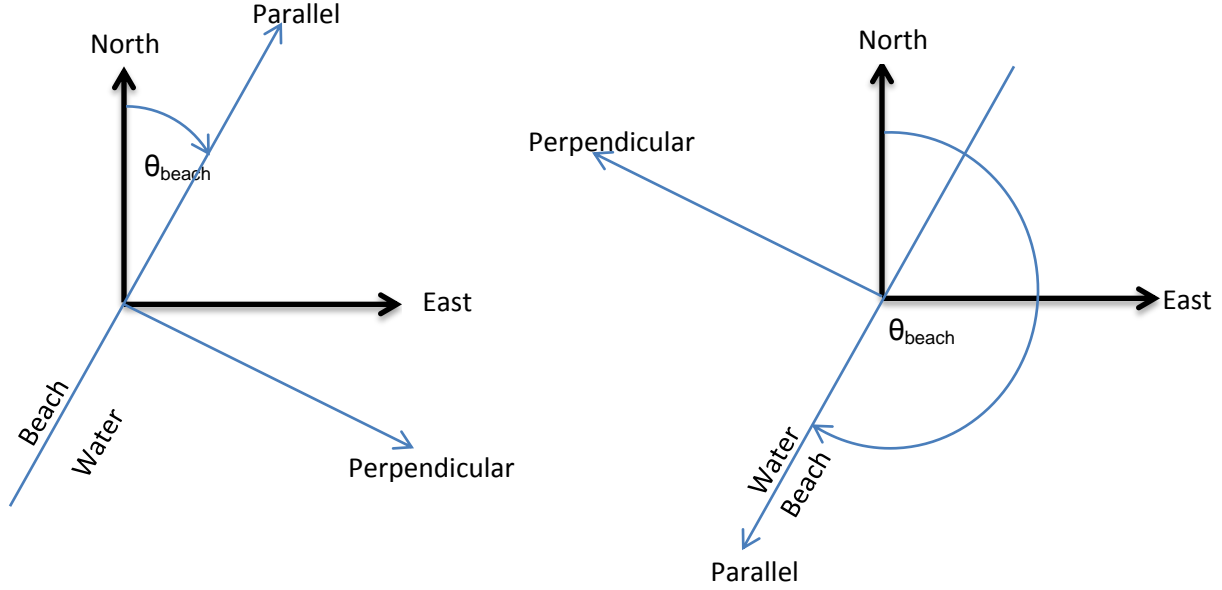 Parallel
North
θbeach
East
Beach
Water
Perpendicular
North
Perpendicular
East
θbeach
Water
Beach
Parallel